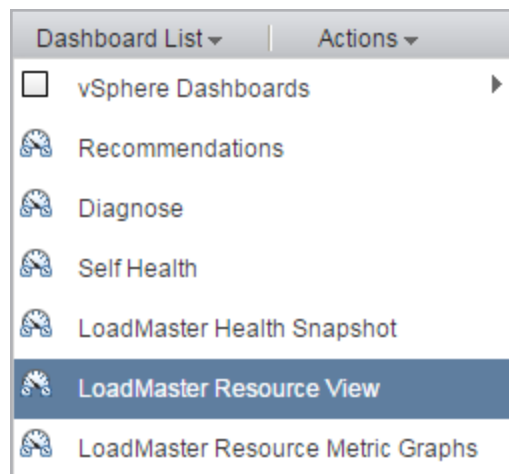 Dashboard List Actions
vSphere Dashboards
Recommendations
Diagnose
Self Health
LoadMaster Health Snapshot
LoadMaster Resource View
LoadMaster Resource Metric Graphs